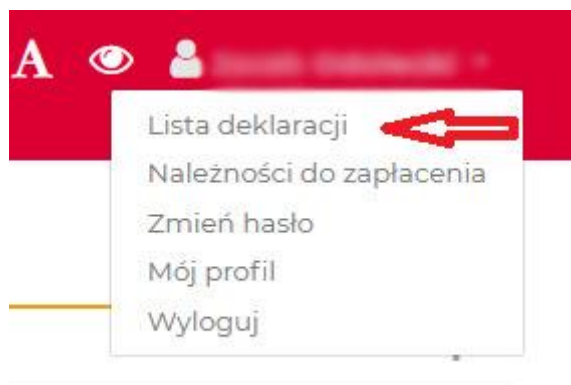 A
Lista deklaracji
Należności do zapłacenia
Zmień hasło
Mój profil
Wyloguj